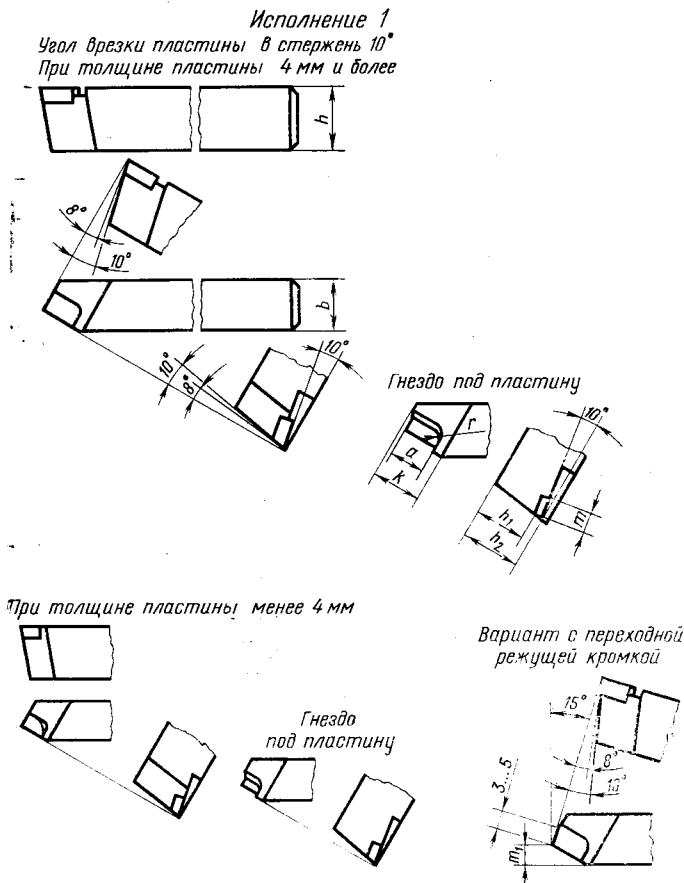 Исполнение 1
Угол врезки пластины в стержень 10°
При толщине пластины 4 мм и более
h
8°
10°
b
10°
10°
8°
Гнездо под пластину
10°
r
a
k
h₁
h₂
m
При толщине пластины менее 4 мм
Вариант с переходной
режущей кромкой
15°
Гнездо
под пластину
8°
10°
3...5
m₁